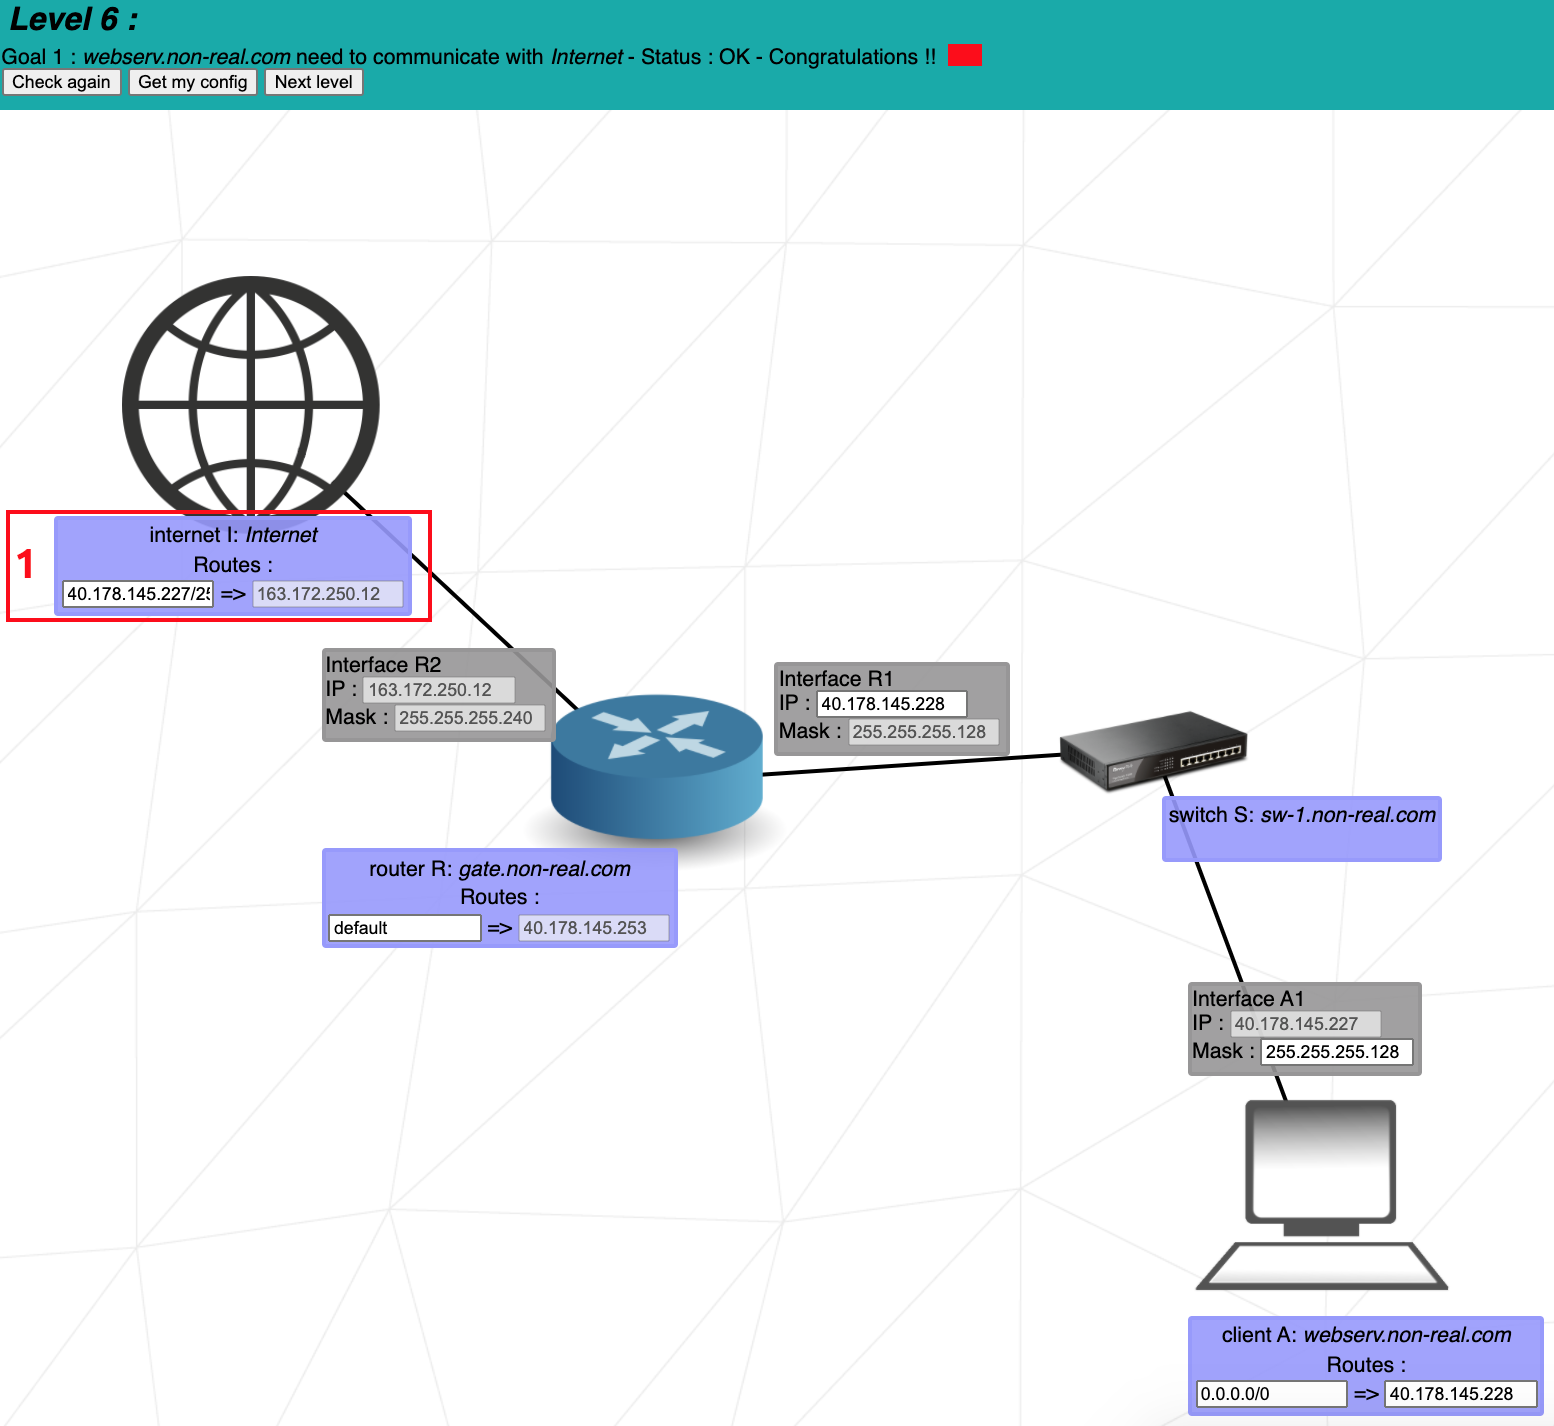 Level 6 :
Goal 1 : webserv.non-real.com need to communicate with Internet - Status : OK - Congratulations !!
Check again Get my config Next level
1
internet I: Internet
Routes :
40.178.145.227/25 => 163.172.250.12
Interface R2
IP : 163.172.250.12
Mask : 255.255.255.240
Interface R1
IP : 40.178.145.228
Mask : 255.255.255.128
switch S: sw-1.non-real.com
router R: gate.non-real.com
Routes :
default => 40.178.145.253
Interface A1
IP : 40.178.145.227
Mask : 255.255.255.128
client A: webserv.non-real.com
Routes :
0.0.0.0/0 => 40.178.145.228